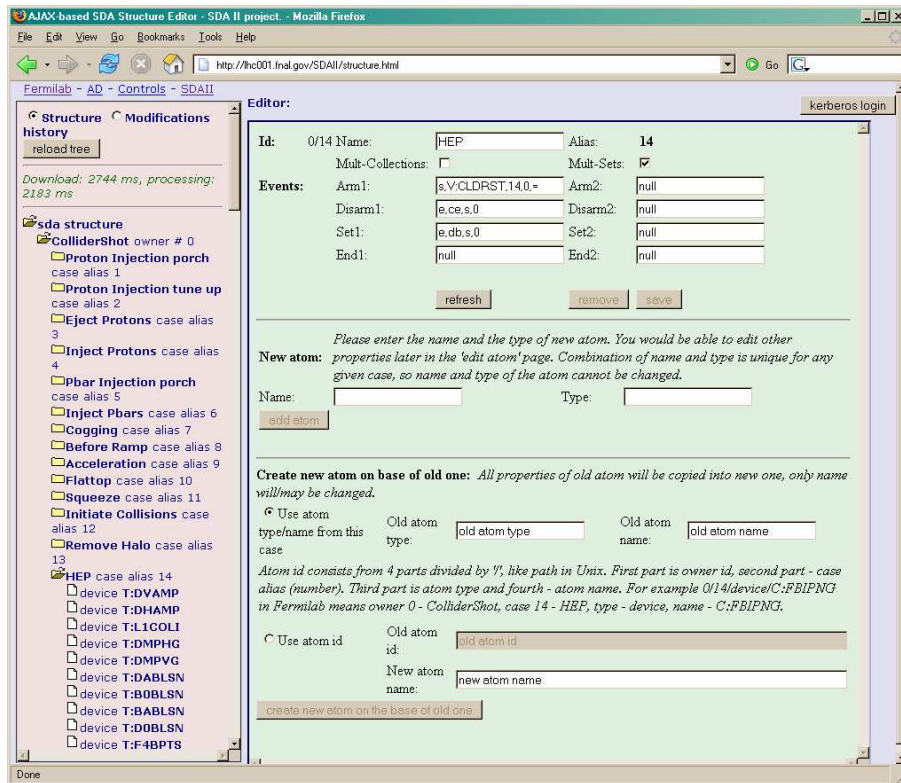 AJAX-based SDA Structure Editor - SDA II project. - Mozilla Firefox
File Edit View Go Bookmarks Tools Help
http://lhc001.fnal.gov/SDAII/structure.html
Go
Fermilab - AD - Controls - SDAII
Structure Modifications
history
reload tree
Download: 2744 ms, processing:
2183 ms
sda structure
ColliderShot owner # 0
Proton Injection porch
case alias 1
Proton Injection tune up
case alias 2
Eject Protons case alias
3
Inject Protons case alias
4
Pbar Injection porch
case alias 5
Inject Pbars case alias 6
Cogging case alias 7
Before Ramp case alias 8
Acceleration case alias 9
Flattop case alias 10
Squeeze case alias 11
Initiate Collisions case
alias 12
Remove Halo case alias
13
HEP case alias 14
device T:DVAMP
device T:DHAMP
device T:L1COLI
device T:DMPHG
device T:DMPVG
device T:DABLSN
device T:B0BLSN
device T:BABLSN
device T:D0BLSN
device T:F4BPTS
Editor:
kerberos login
Id: 0/14 Name: HEP Alias: 14
Mult-Collections: Mult-Sets:
Events: Arm1: s,V:CLDRST,14,0,= Arm2: null
Disarm1: e,ce,s,0 Disarm2: null
Set1: e,db,s,0 Set2: null
End1: null End2: null
refresh remove save
Please enter the name and the type of new atom. You would be able to edit other
New atom: properties later in the 'edit atom' page. Combination of name and type is unique for any
given case, so name and type of the atom cannot be changed.
Name: Type:
add atom
Create new atom on base of old one: All properties of old atom will be copied into new one, only name
will/may be changed.
Use atom
type/name from this
case
Old atom
type:
old atom type
Old atom
name:
old atom name
Atom id consists from 4 parts divided by '/', like path in Unix. First part is owner id, second part - case
alias (number). Third part is atom type and fourth - atom name. For example 0/14/device/C:FBIPNG
in Fermilab means owner 0 - ColliderShot, case 14 - HEP, type - device, name - C:FBIPNG.
Use atom id
Old atom
id:
old atom id
New atom
name:
new atom name
create new atom on the base of old one
Done